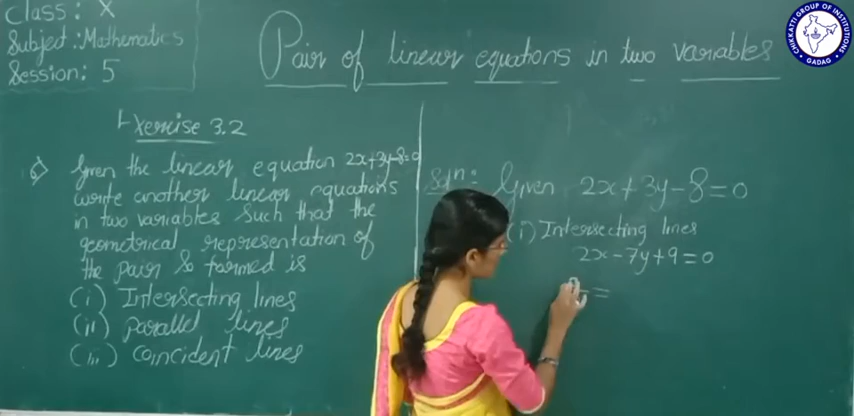 Class: X
Subject: Mathematics
Session: 5
Pair of linear equations in two variables
CHIKKATTI GROUP OF INSTITUTIONS
GADAG
Exercise 3.2
6) Given the linear equation 2x+3y-8=0
write another linear equations
in two variables such that the
geometrical representation of
the pair so formed is
(i) Intersecting lines
(ii) parallel lines
(iii) coincident lines
Solⁿ: Given 2x+3y-8=0
(i) Intersecting lines
2x-7y+9=0
=